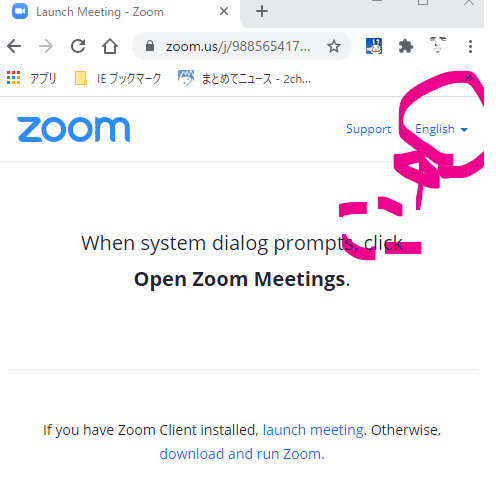 Launch Meeting - Zoom
zoom.us/j/988565417...
アプリ IE ブックマーク まとめてニュース - 2ch... »
zoom Support English
When system dialog prompts, click
Open Zoom Meetings.
If you have Zoom Client installed, launch meeting. Otherwise,
download and run Zoom.